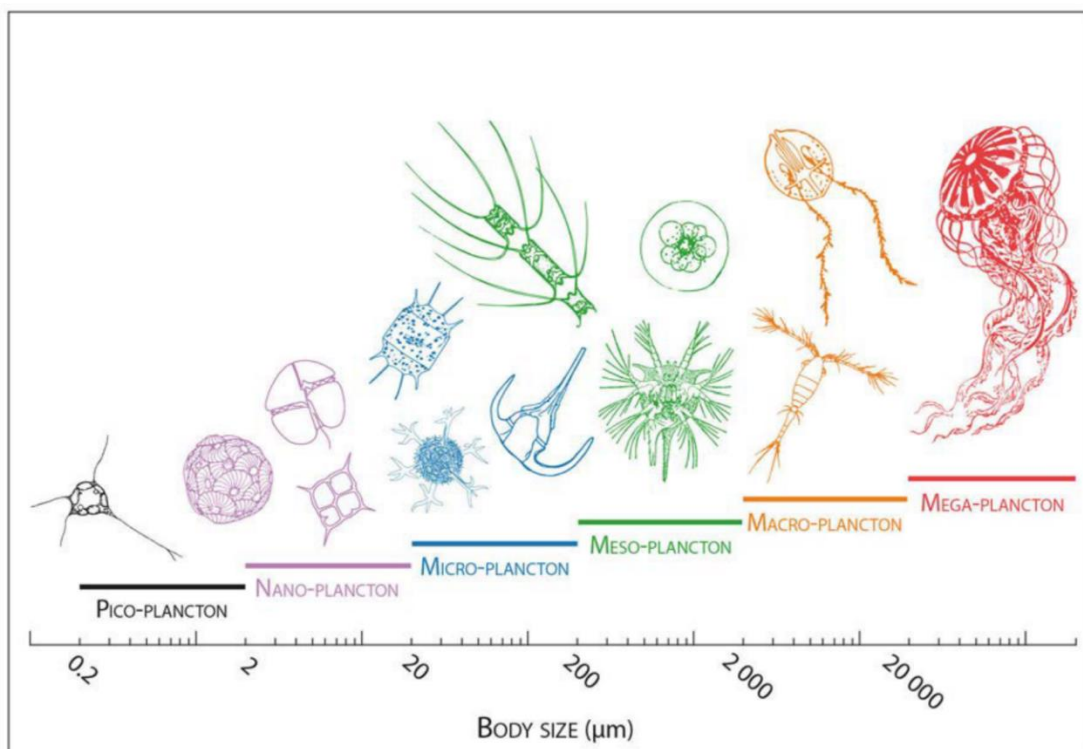 MEGA-PLANCTON
MACRO-PLANCTON
MESO-PLANCTON
MICRO-PLANCTON
NANO-PLANCTON
PICO-PLANCTON
0.2 2 20 200 2 000 20 000
BODY SIZE (µm)